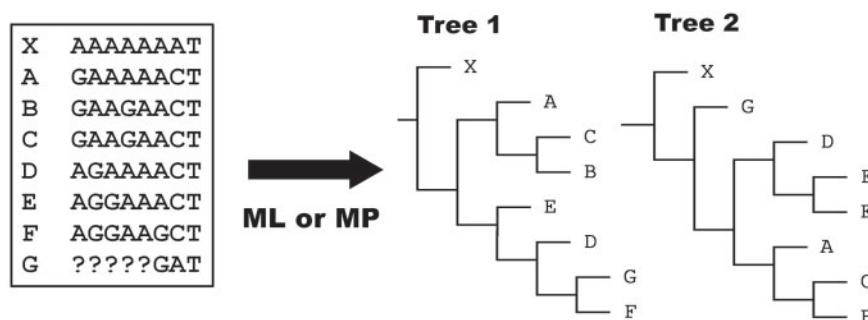 X AAAAAAAT
A GAAAAACT
B GAAGAACT
C GAAGAACT
D AGAAAACT
E AGGAAACT
F AGGAAGCT
G ?????GAT
ML or MP
Tree 1
X
A
C
B
E
D
G
F
Tree 2
X
G
D
A